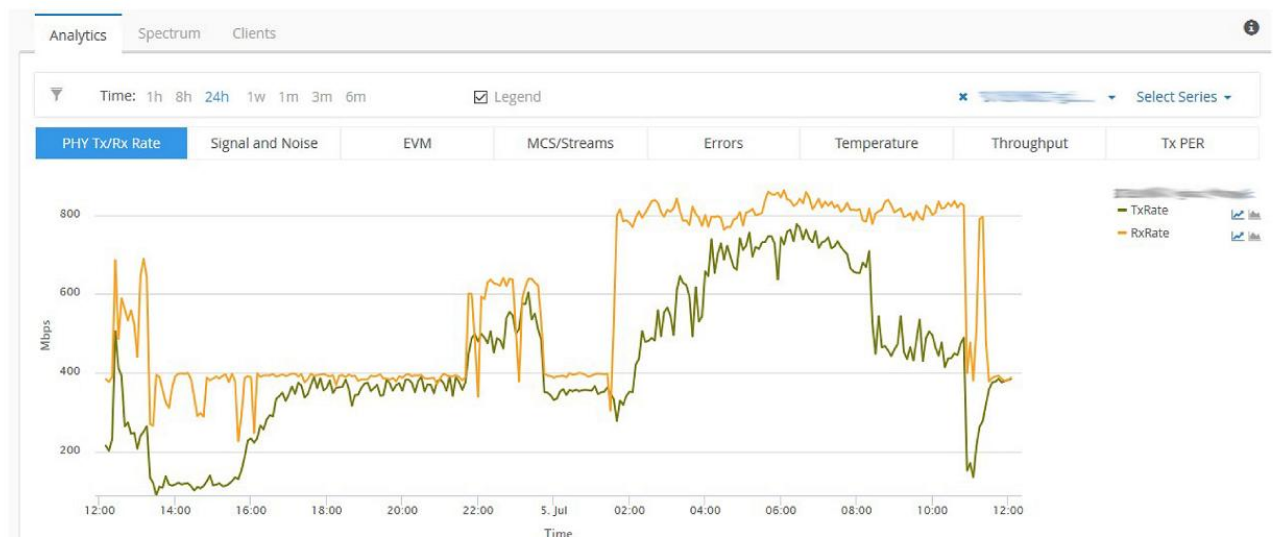 Analytics Spectrum Clients
Time: 1h 8h 24h 1w 1m 3m 6m Legend Select Series
PHY Tx/Rx Rate Signal and Noise EVM MCS/Streams Errors Temperature Throughput Tx PER
TxRate
RxRate
800
600
400
200
Mbps
12:00 14:00 16:00 18:00 20:00 22:00 5. Jul 02:00 04:00 06:00 08:00 10:00 12:00
Time